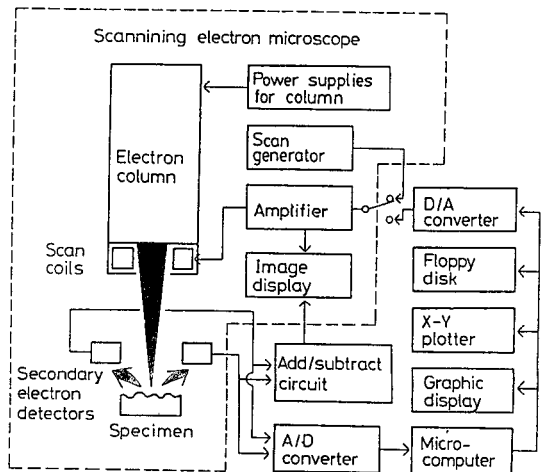 Scannining electron microscope
Power supplies
for column
Electron
column
Scan
generator
Amplifier
D/A
converter
Scan
coils
Image
display
Floppy
disk
X-Y
plotter
Secondary
electron
detectors
Add/subtract
circuit
Graphic
display
Specimen
A/D
converter
Micro-
computer